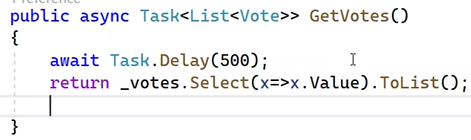 public async Task<List<Vote>> GetVotes()
{
await Task.Delay(500);
return _votes.Select(x=>x.Value).ToList();
}